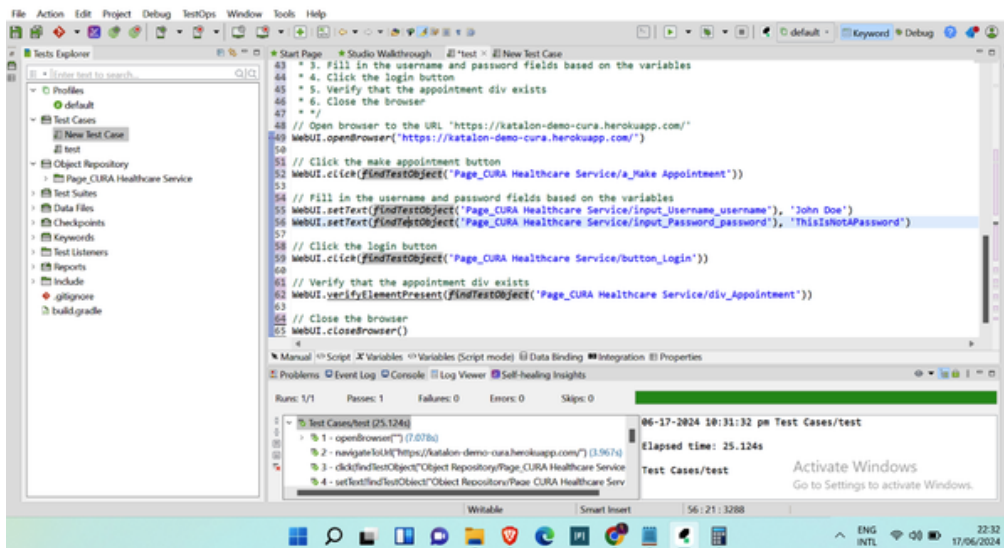 File Action Edit Project Debug TestOps Window Tools Help
default
Keyword Debug
Tests Explorer
Start Page Studio Walkthrough *test New Test Case
Enter text to search...
Profiles
default
Test Cases
New Test Case
test
Object Repository
Page_CURA Healthcare Service
Test Suites
Data Files
Checkpoints
Keywords
Test Listeners
Reports
Include
.gitignore
build.gradle
43 * 3. Fill in the username and password fields based on the variables
44 * 4. Click the login button
45 * 5. Verify that the appointment div exists
46 * 6. Close the browser
47 * */
48 // Open browser to the URL 'https://katalon-demo-cura.herokuapp.com/'
49 WebUI.openBrowser("https://katalon-demo-cura.herokuapp.com/")
50
51 // Click the make appointment button
52 WebUI.click(findTestObject('Page_CURA Healthcare Service/a_Make Appointment'))
53
54 // Fill in the username and password fields based on the variables
55 WebUI.setText(findTestObject('Page_CURA Healthcare Service/input_Username_username'), 'John Doe')
56 WebUI.setText(findTestObject('Page_CURA Healthcare Service/input_Password_password'), 'ThisIsNotAPassword')
57
58 // Click the login button
59 WebUI.click(findTestObject('Page_CURA Healthcare Service/button_Login'))
60
61 // Verify that the appointment div exists
62 WebUI.verifyElementPresent(findTestObject('Page_CURA Healthcare Service/div_Appointment'))
63
64 // Close the browser
65 WebUI.closeBrowser()
Manual Script Variables Variables (Script mode) Data Binding Integration Properties
Problems Event Log Console Log Viewer Self-healing Insights
Runs: 1/1 Passes: 1 Failures: 0 Errors: 0 Skips: 0
Test Cases/test (25.124s)
1 - openBrowser("") (7.078s)
2 - navigateToUrl("https://katalon-demo-cura.herokuapp.com/") (3.967s)
3 - click(findTestObject("Object Repository/Page_CURA Healthcare Service
4 - setText(findTestObject("Object Repository/Page CURA Healthcare Serv
06-17-2024 10:31:32 pm Test Cases/test
Elapsed time: 25.124s
Test Cases/test
Activate Windows
Go to Settings to activate Windows.
Writable Smart Insert 56 : 21 : 3288
ENG
INTL
22:32
17/06/2024